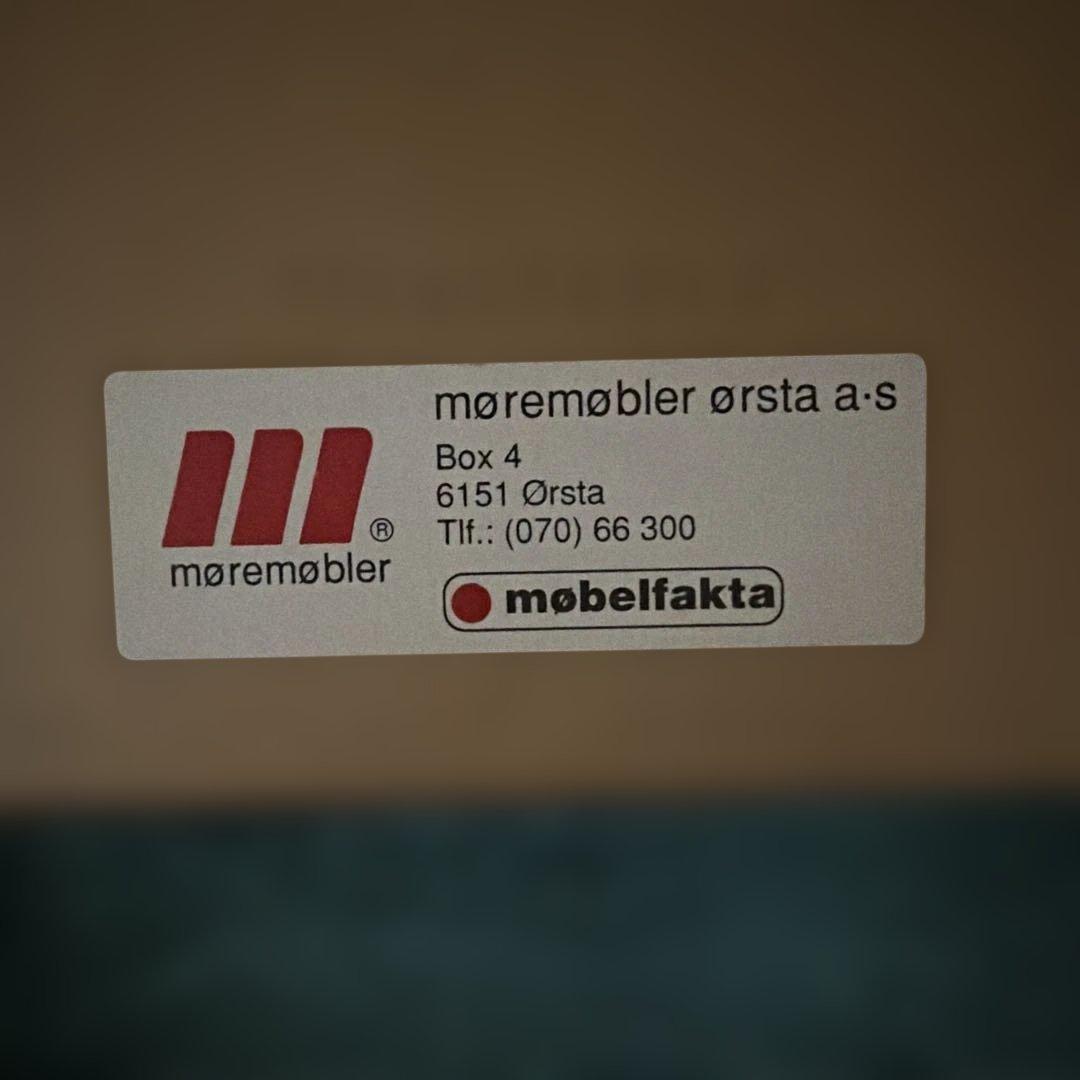 møremøbler ørsta a·s
Box 4
6151 Ørsta
Tlf.: (070) 66 300
®
møremøbler
møbelfakta